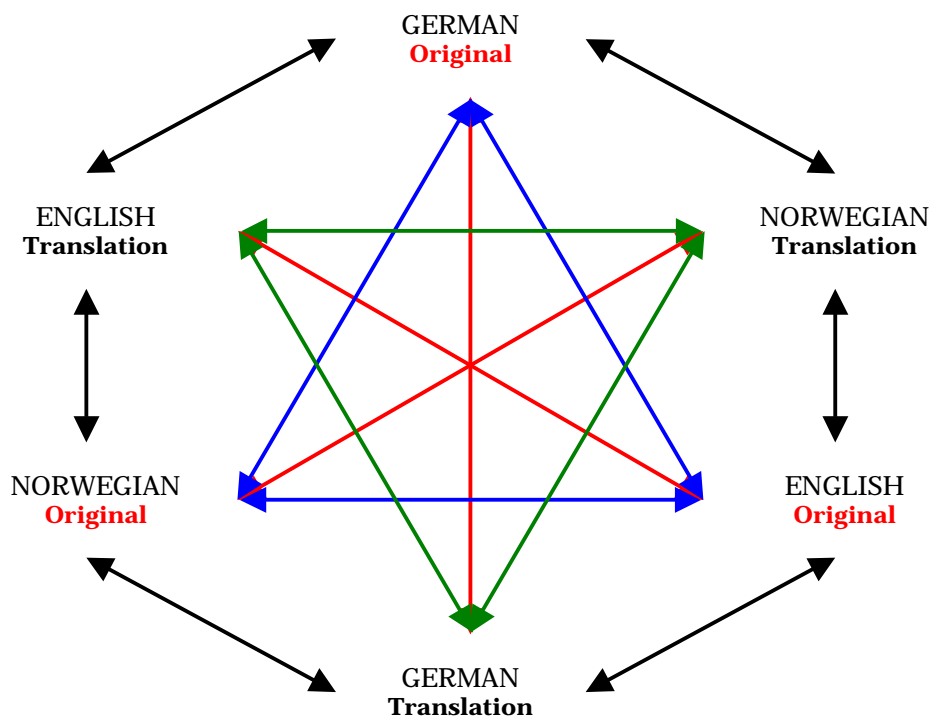 GERMAN
Original
ENGLISH
Translation
NORWEGIAN
Translation
NORWEGIAN
Original
ENGLISH
Original
GERMAN
Translation